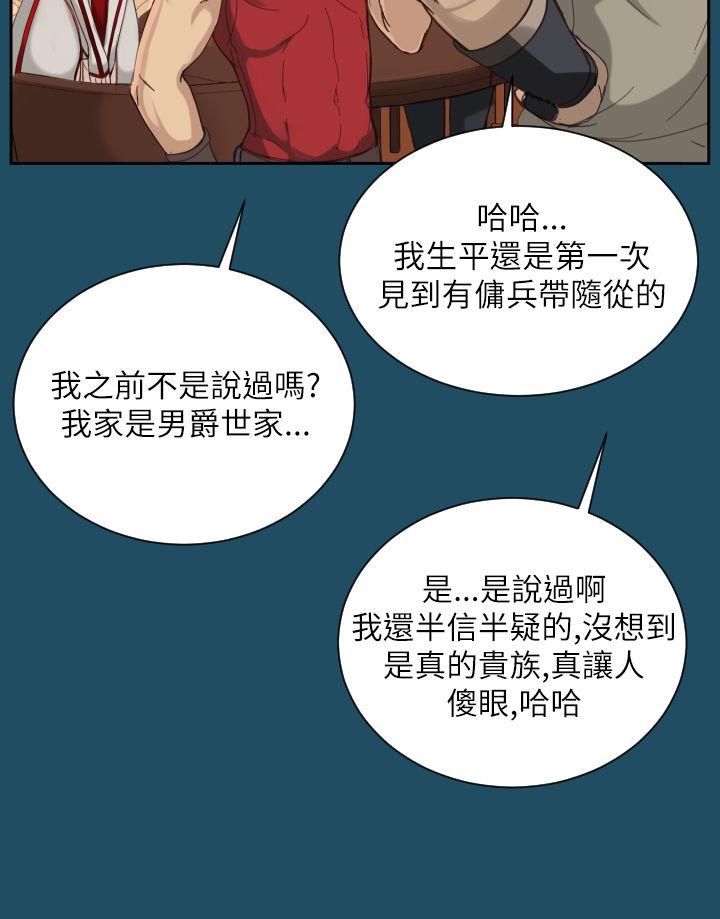 哈哈...
我生平還是第一次
見到有傭兵帶隨從的
我之前不是說過嗎?
我家是男爵世家...
是...是說過啊
我還半信半疑的,沒想到
是真的貴族,真讓人
傻眼,哈哈